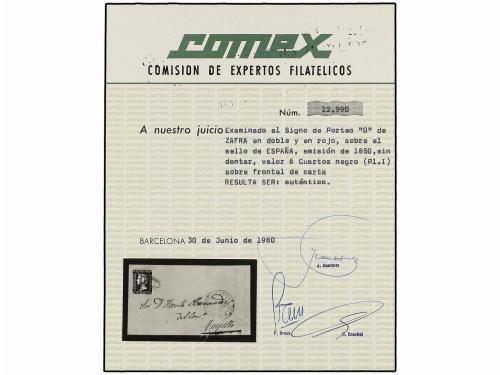 comex
COMISION DE EXPERTOS FILATELICOS
Núm. 12.990
A nuestro juicio Examinado el Signo de Porteo "0" de
ZAFRA en doble y en rojo, sobre el
sello de ESPAÑA, emisión de 1850,sin
dentar, valor 6 Cuartos negro (Pl.I)
sobre frontal de carta
RESULTA SER: auténtico.
BARCELONA 30 de Junio de 1980